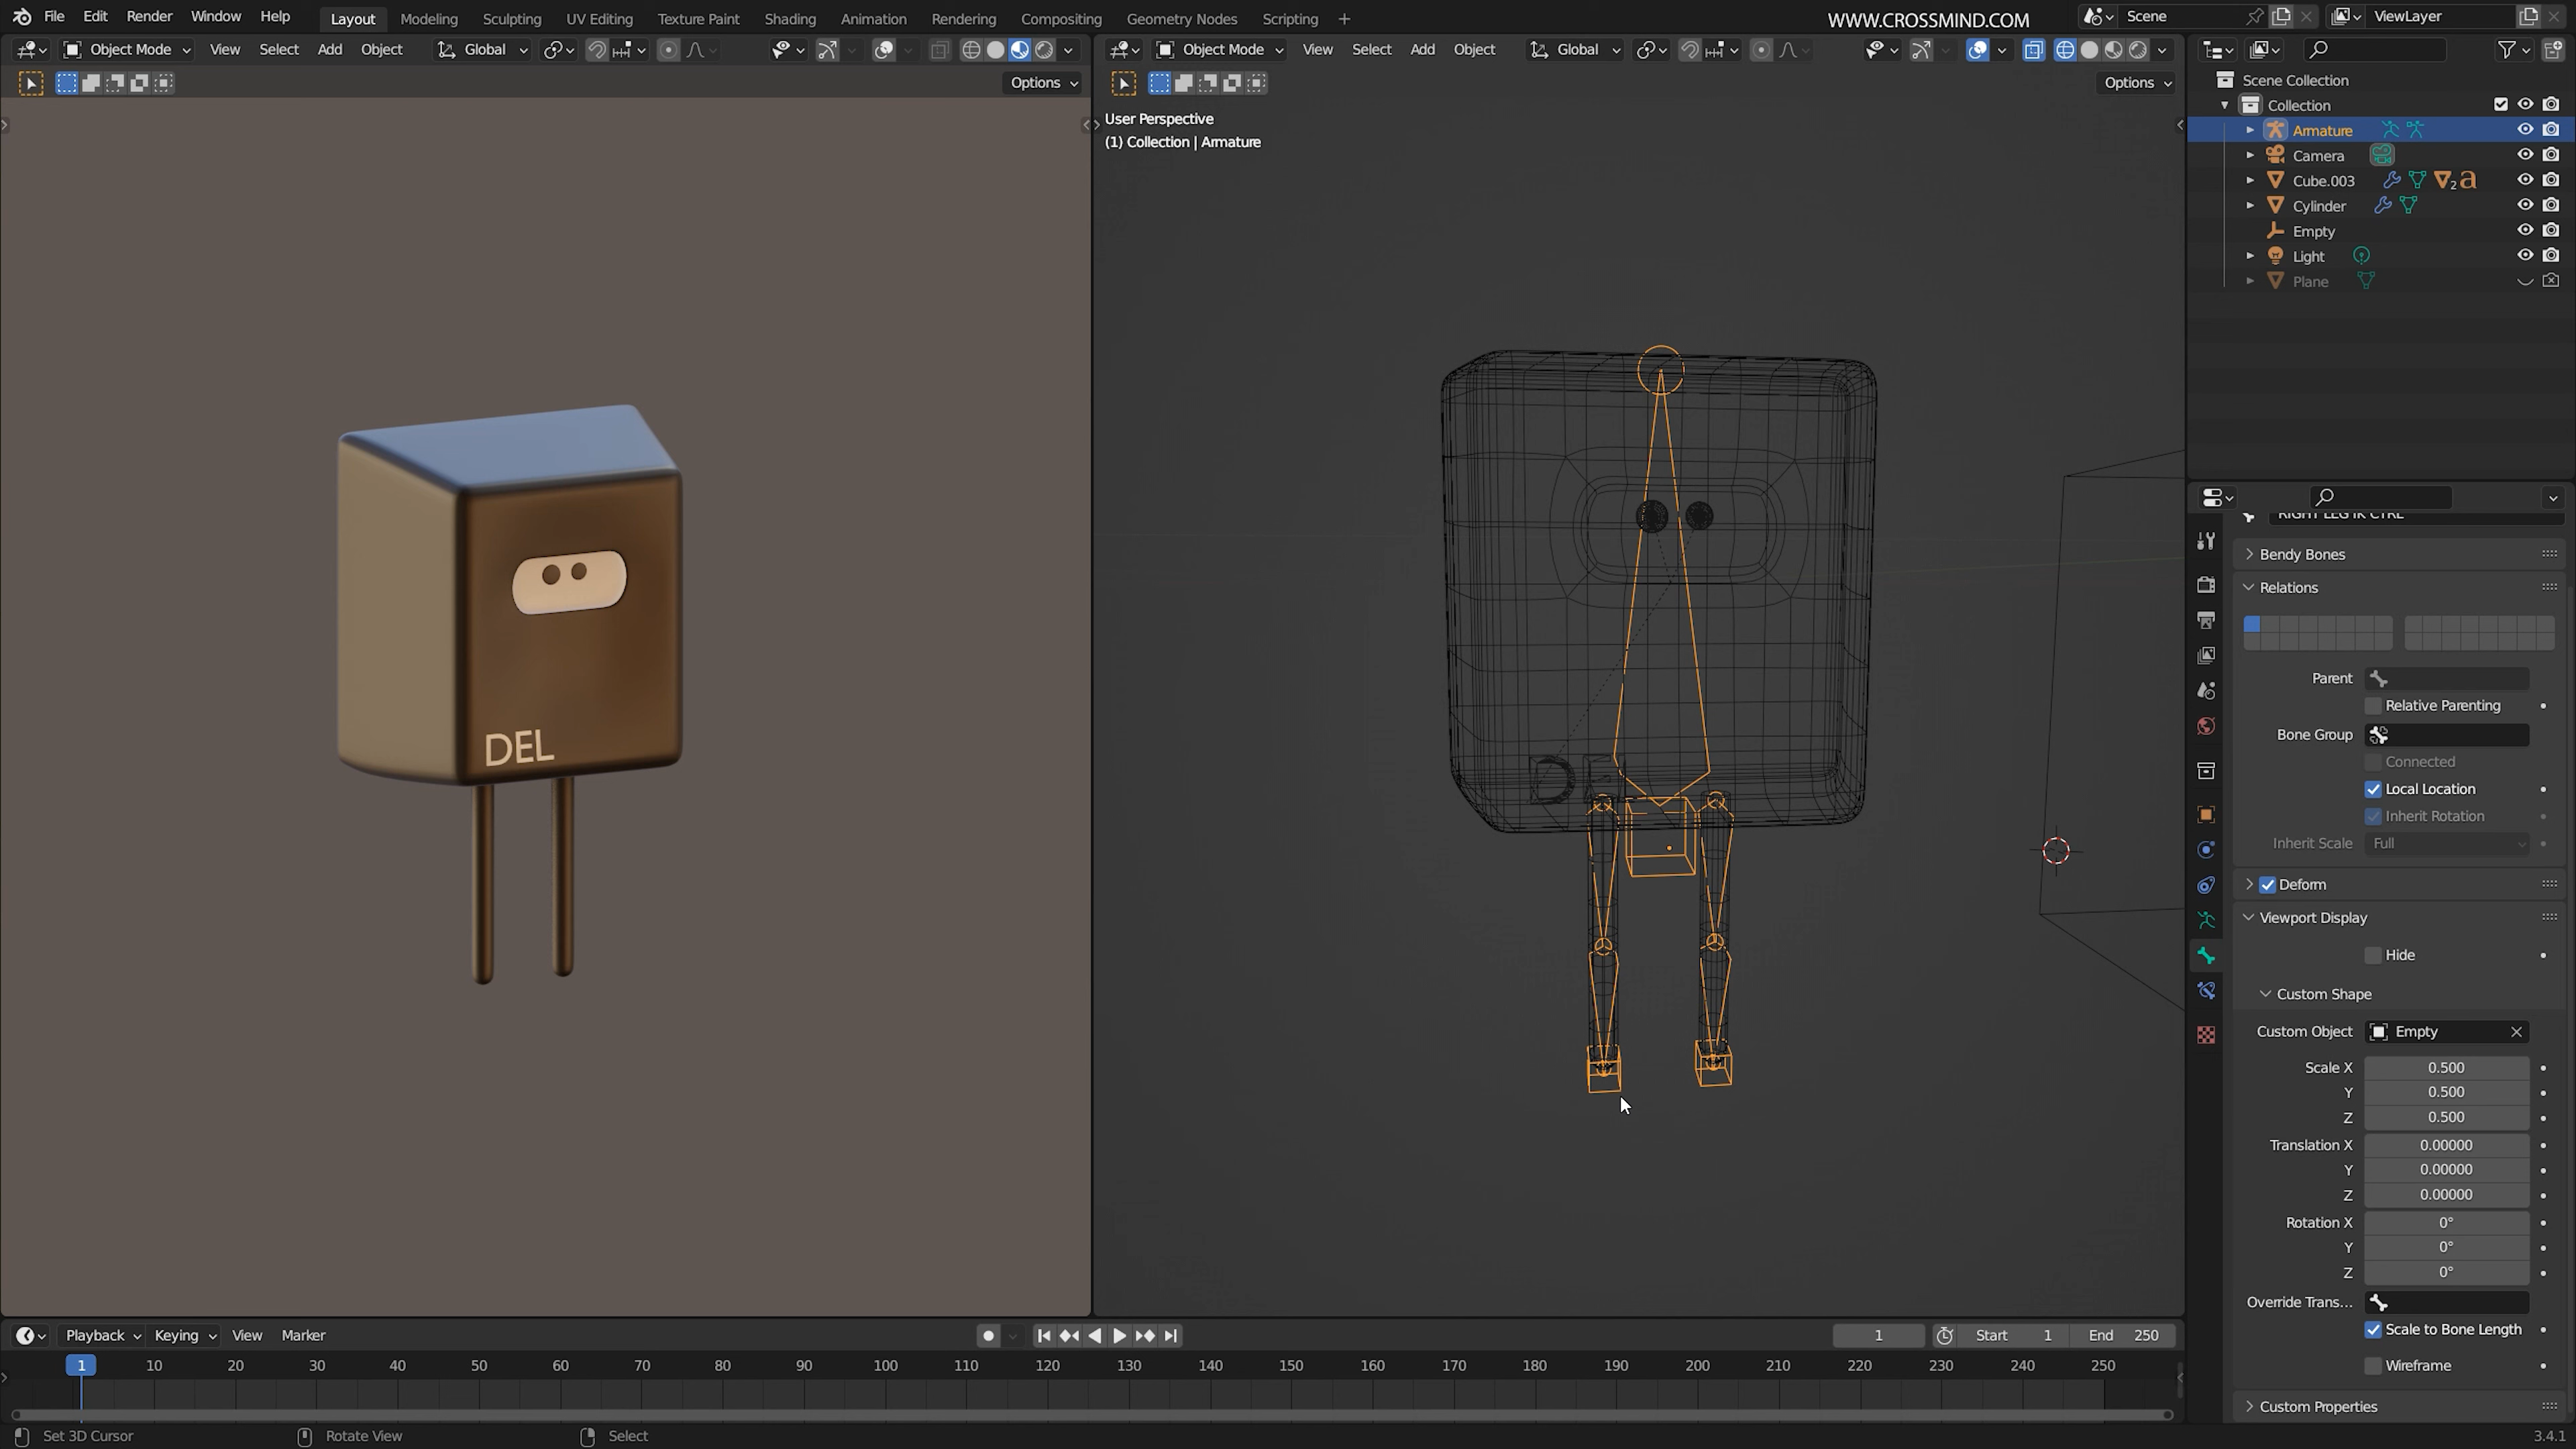 File Edit Render Window Help Layout Modeling Sculpting UV Editing Texture Paint Shading Animation Rendering Compositing Geometry Nodes Scripting +
WWW.CROSSMIND.COM
Scene
ViewLayer
Object Mode View Select Add Object Global
Options
Object Mode View Select Add Object Global
Options
User Perspective
(1) Collection | Armature
DEL
D
Scene Collection
Collection
Armature
Camera
Cube.003 2
Cylinder
Empty
Light
Plane
RIGHT LEG IK CTRL
Bendy Bones
Relations
Parent
Relative Parenting
Bone Group
Connected
Local Location
Inherit Rotation
Inherit Scale Full
Deform
Viewport Display
Hide
Custom Shape
Custom Object Empty
Scale X 0.500
Y 0.500
Z 0.500
Translation X 0.00000
Y 0.00000
Z 0.00000
Rotation X 0°
Y 0°
Z 0°
Override Trans...
Scale to Bone Length
Wireframe
Custom Properties
Playback Keying View Marker
1 Start 1 End 250
1 10 20 30 40 50 60 70 80 90 100 110 120 130 140 150 160 170 180 190 200 210 220 230 240 250
Set 3D Cursor Rotate View Select
3.4.1